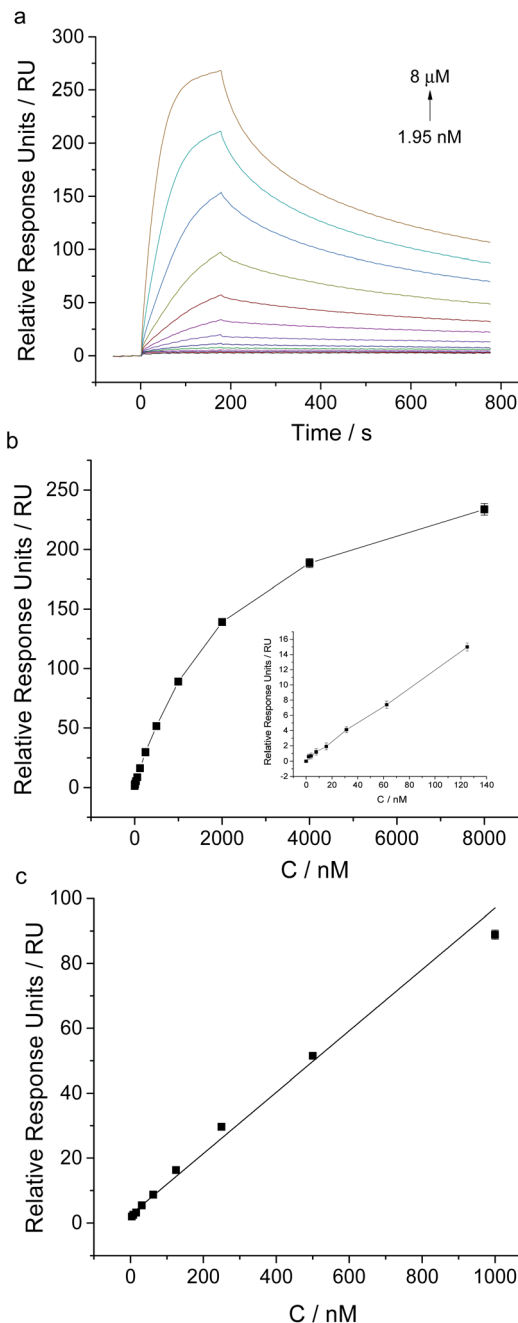 a
Relative Response Units / RU
300
250
200
150
100
50
0
8 μM
1.95 nM
0 200 400 600 800
Time / s
b
Relative Response Units / RU
250
200
150
100
50
0
Relative Response Units / RU
16
14
12
10
8
6
4
2
0
-2
0 20 40 60 80 100 120 140
C / nM
0 2000 4000 6000 8000
C / nM
c
Relative Response Units / RU
100
80
60
40
20
0
0 200 400 600 800 1000
C / nM